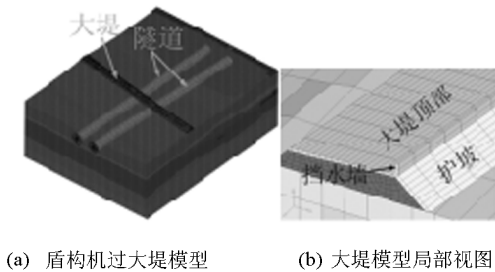 大堤
隧道
大堤顶部
挡水墙
护坡
(a) 盾构机过大堤模型
(b) 大堤模型局部视图